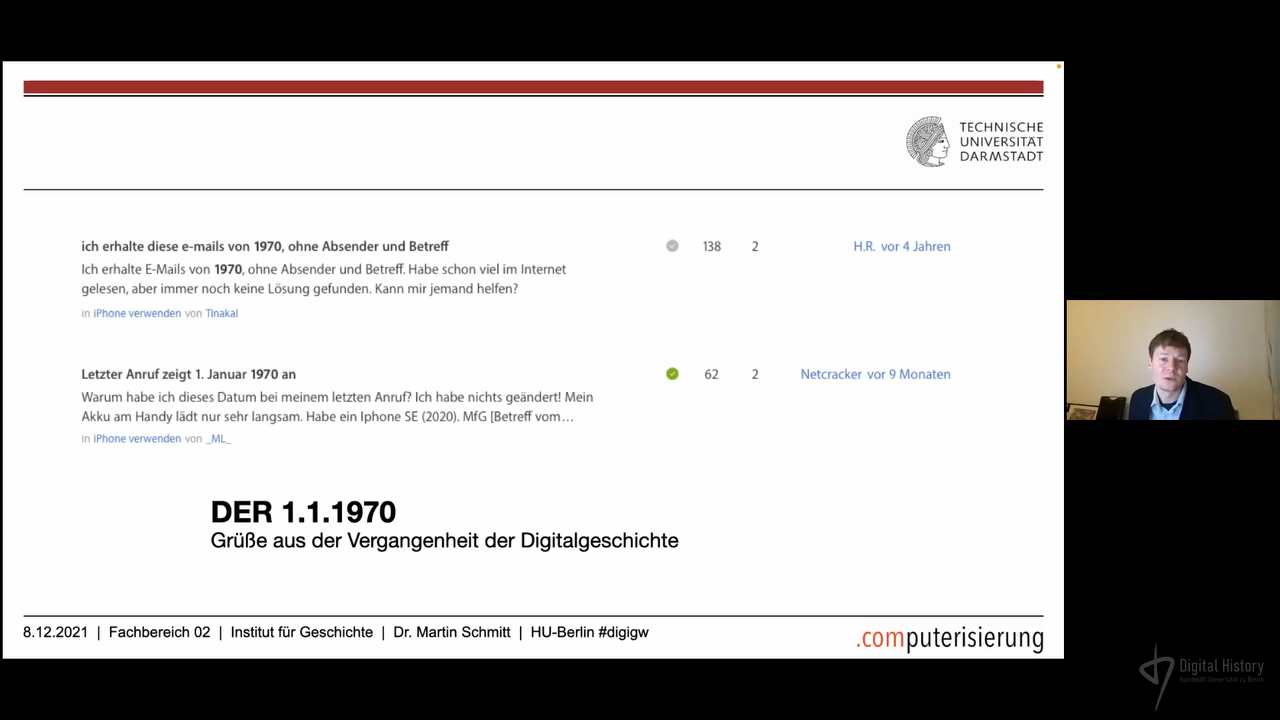 TECHNISCHE
UNIVERSITÄT
DARMSTADT
ich erhalte diese e-mails von 1970, ohne Absender und Betreff
138
2
H.R. vor 4 Jahren
Ich erhalte E-Mails von 1970, ohne Absender und Betreff. Habe schon viel im Internet
gelesen, aber immer noch keine Lösung gefunden. Kann mir jemand helfen?
in iPhone verwenden von Tinakal
Letzter Anruf zeigt 1. Januar 1970 an
62
2
Netcracker vor 9 Monaten
Warum habe ich dieses Datum bei meinem letzten Anruf? Ich habe nichts geändert! Mein
Akku am Handy lädt nur sehr langsam. Habe ein Iphone SE (2020). MfG [Betreff vom…
in iPhone verwenden von _ML_
DER 1.1.1970
Grüße aus der Vergangenheit der Digitalgeschichte
8.12.2021 | Fachbereich 02 | Institut für Geschichte | Dr. Martin Schmitt | HU-Berlin #digigw
.computerisierung
Digital History
Humboldt-Universität zu Berlin